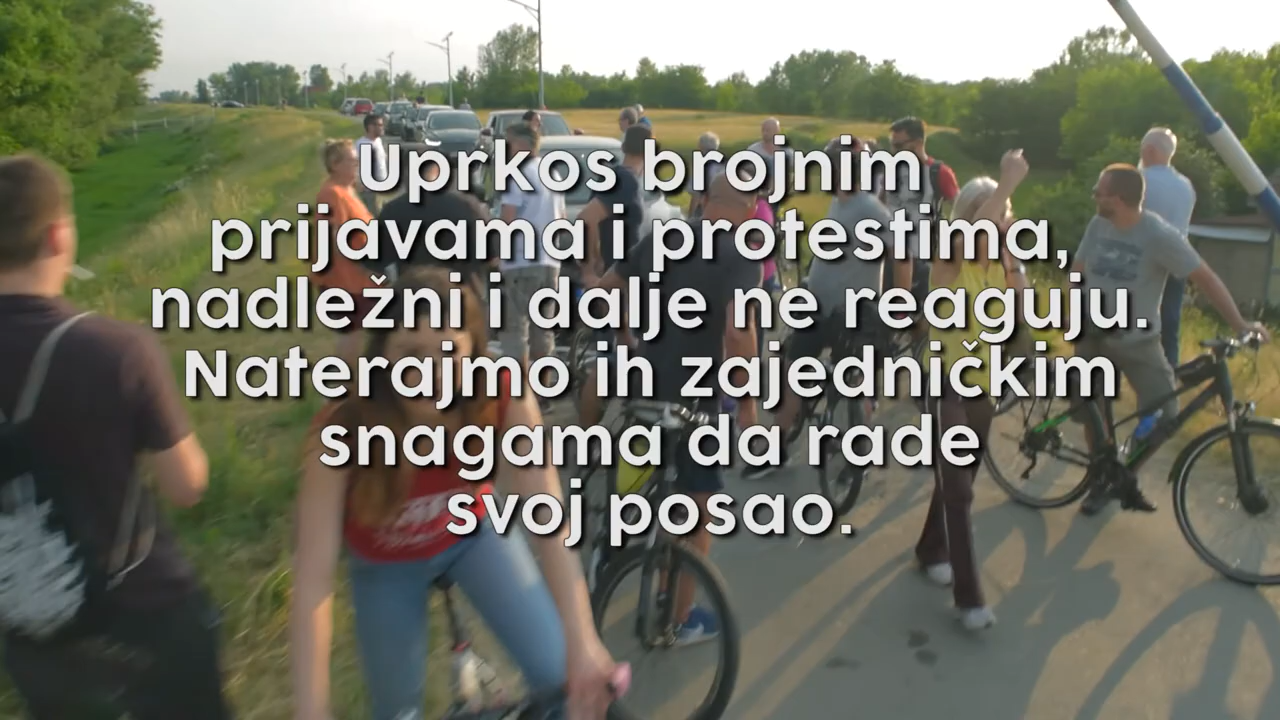 Uprkos brojnim
prijavama i protestima,
nadležni i dalje ne reaguju.
Naterajmo ih zajedničkim
snagama da rade
svoj posao.